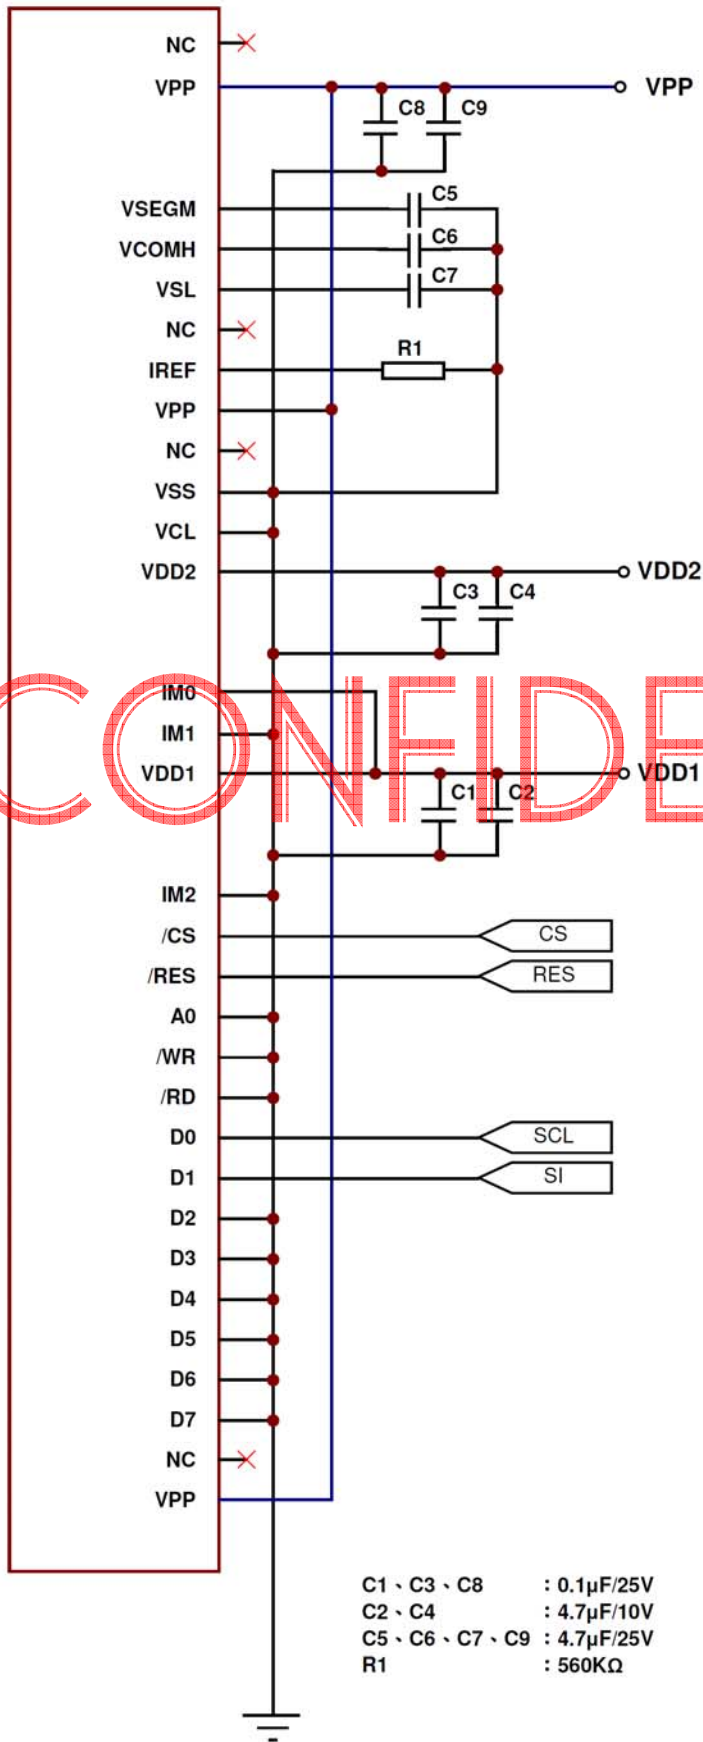 NC
VPP
VPP
C8 C9
VSEGM
C5
VCOMH
C6
VSL
C7
NC
IREF
R1
VPP
NC
VSS
VCL
VDD2
VDD2
C3 C4
IM0
IM1
CONFIDE
VDD1
VDD1
C1 C2
IM2
/CS
CS
/RES
RES
A0
/WR
/RD
D0
SCL
D1
SI
D2
D3
D4
D5
D6
D7
NC
VPP
C1、C3、C8 : 0.1µF/25V
C2、C4 : 4.7µF/10V
C5、C6、C7、C9 : 4.7µF/25V
R1 : 560KΩ